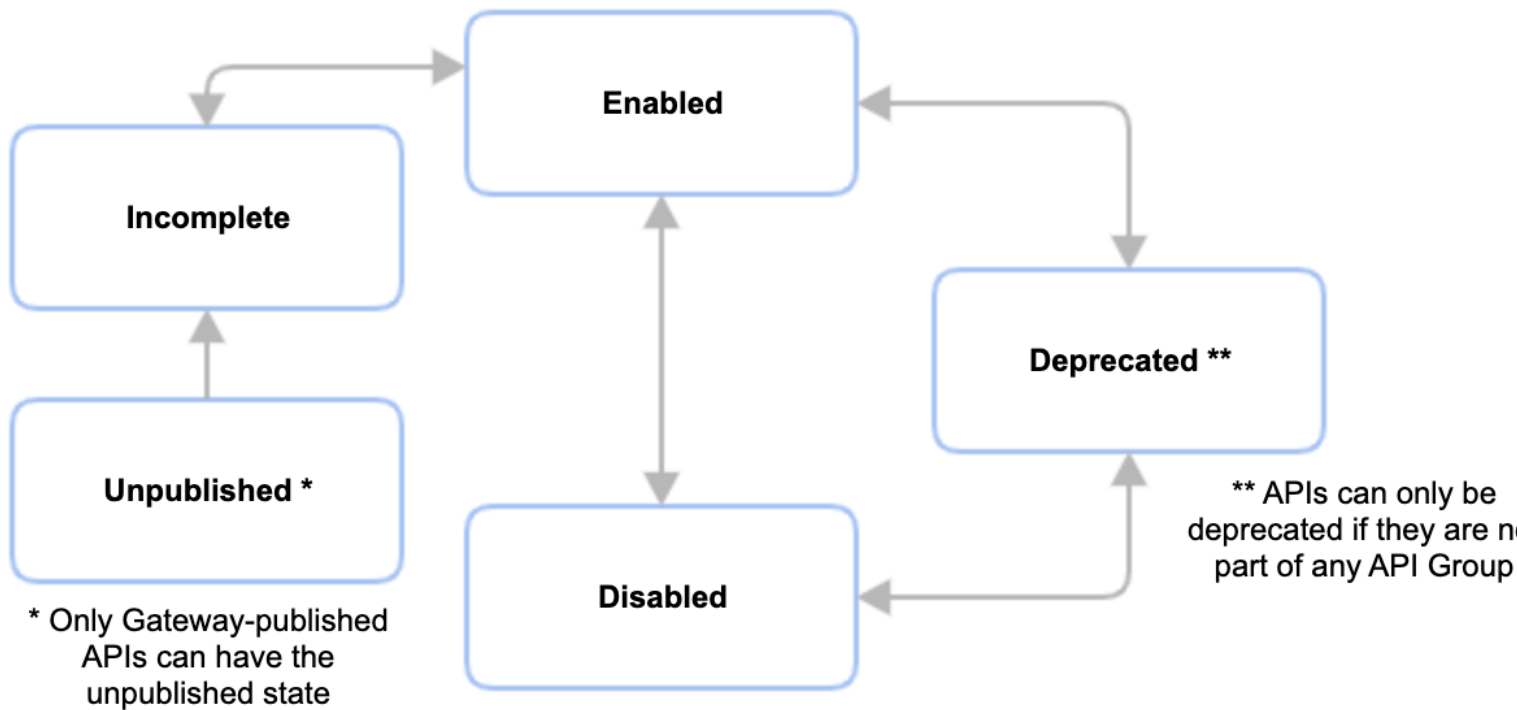 Enabled
Incomplete
Deprecated **
Unpublished *
** APIs can only be
deprecated if they are
part of any API Group
Disabled
* Only Gateway-published
APIs can have the
unpublished state